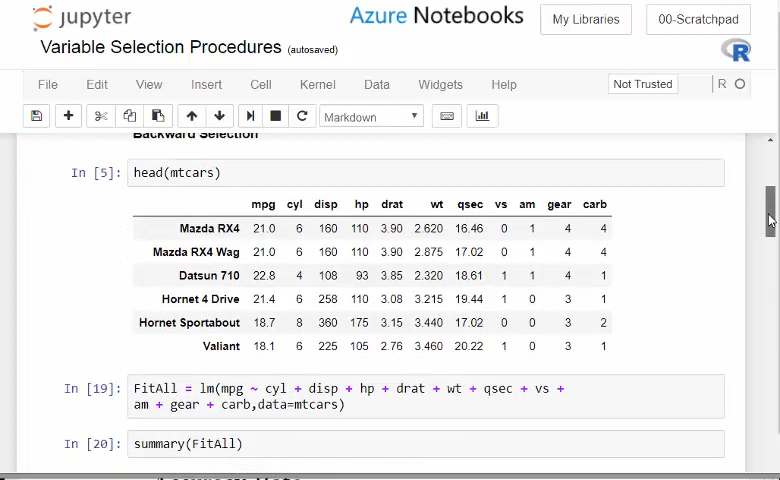 jupyter Azure Notebooks My Libraries 00-Scratchpad
Variable Selection Procedures (autosaved) R
File Edit View Insert Cell Kernel Data Widgets Help Not Trusted R
Markdown
Backward Selection
In [5]: head(mtcars)
mpg cyl disp hp drat wt qsec vs am gear carb
Mazda RX4 21.0 6 160 110 3.90 2.620 16.46 0 1 4 4
Mazda RX4 Wag 21.0 6 160 110 3.90 2.875 17.02 0 1 4 4
Datsun 710 22.8 4 108 93 3.85 2.320 18.61 1 1 4 1
Hornet 4 Drive 21.4 6 258 110 3.08 3.215 19.44 1 0 3 1
Hornet Sportabout 18.7 8 360 175 3.15 3.440 17.02 0 0 3 2
Valiant 18.1 6 225 105 2.76 3.460 20.22 1 0 3 1
In [19]: FitAll = lm(mpg ~ cyl + disp + hp + drat + wt + qsec + vs +
am + gear + carb,data=mtcars)
In [20]: summary(FitAll)